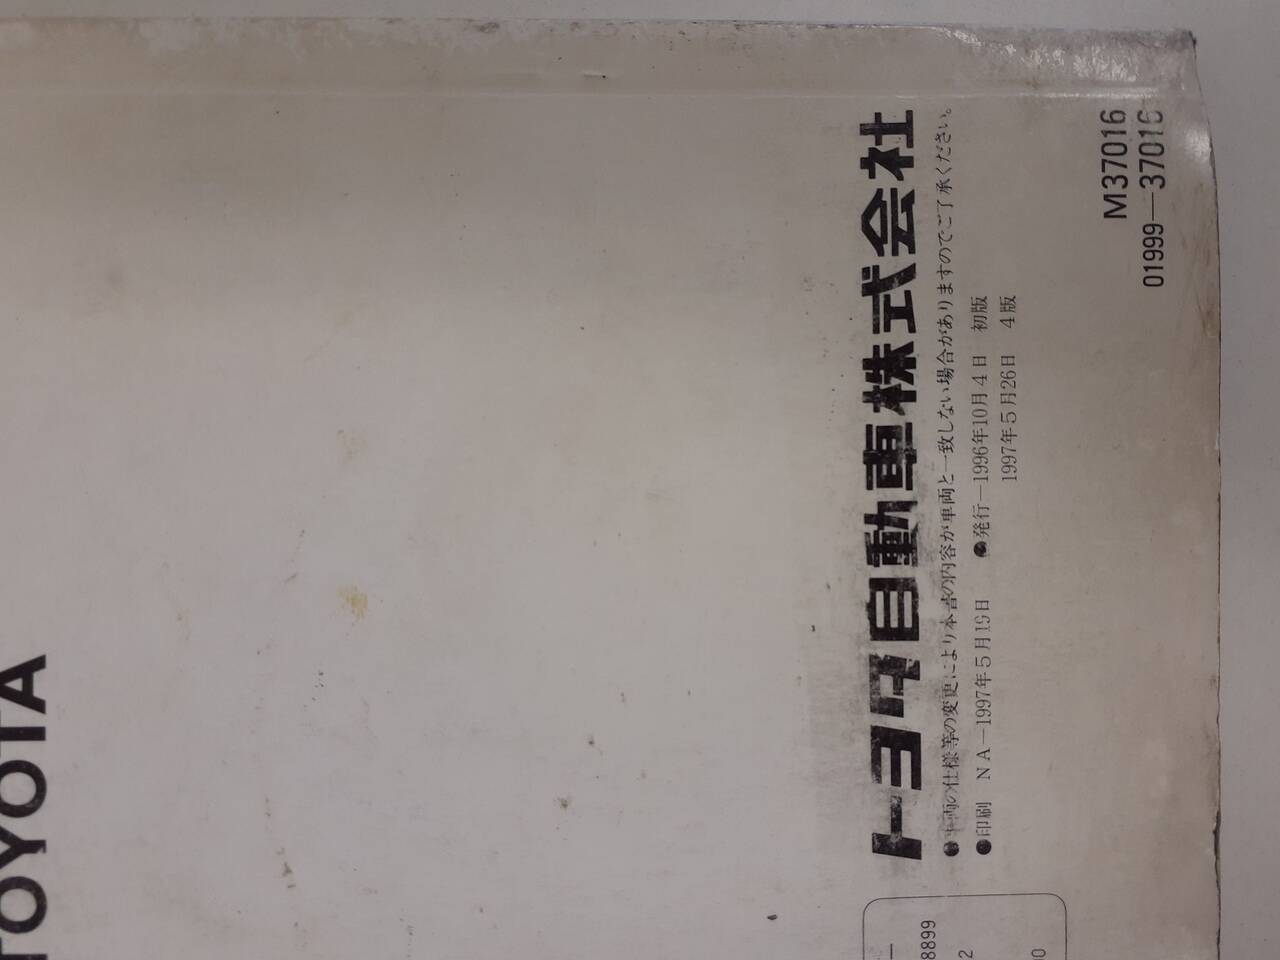 TOYOTA
トヨタ自動車株式会社
●車両の仕様等の変更により本書の内容が車両と一致しない場合がありますのでご了承ください。
●印刷 NA－1997年5月19日 ●発行－1996年10月4日 初版
1997年5月26日 4版
M37016
01999―37016
8899
2
0